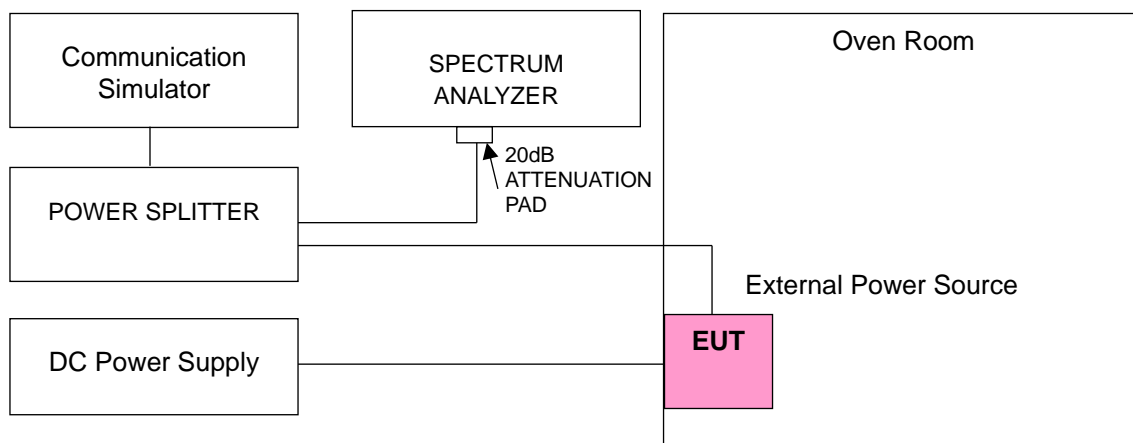 Communication
Simulator
SPECTRUM
ANALYZER
Oven Room
20dB
ATTENUATION
PAD
POWER SPLITTER
External Power Source
EUT
DC Power Supply